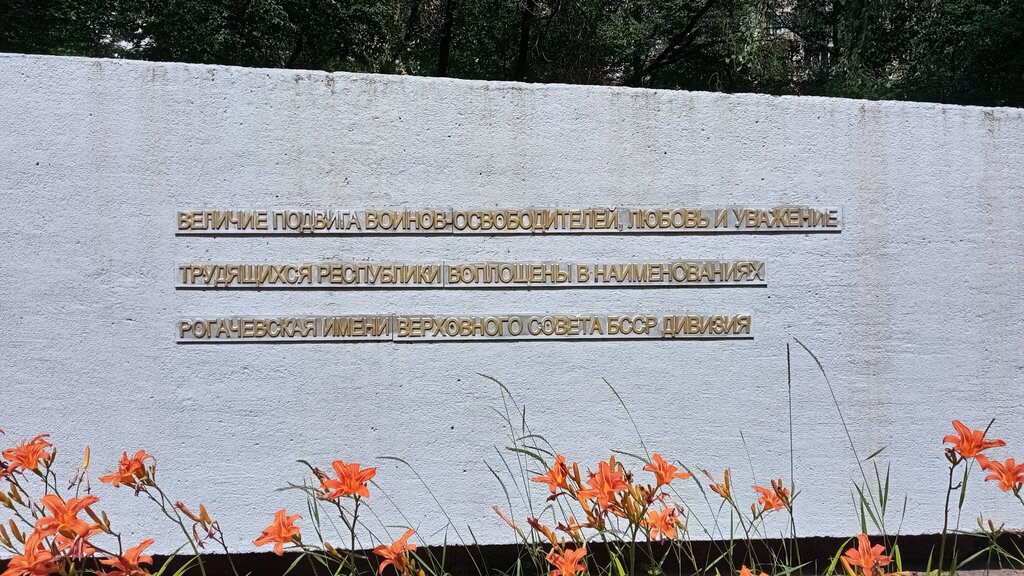 ВЕЛИЧИЕ ПОДВИГА ВОИНОВ-ОСВОБОДИТЕЛЕЙ, ЛЮБОВЬ И УВАЖЕНИЕ
ТРУДЯЩИХСЯ РЕСПУБЛИКИ ВОПЛОЩЕНЫ В НАИМЕНОВАНИЯХ
РОГАЧЕВСКАЯ ИМЕНИ ВЕРХОВНОГО СОВЕТА БССР ДИВИЗИЯ